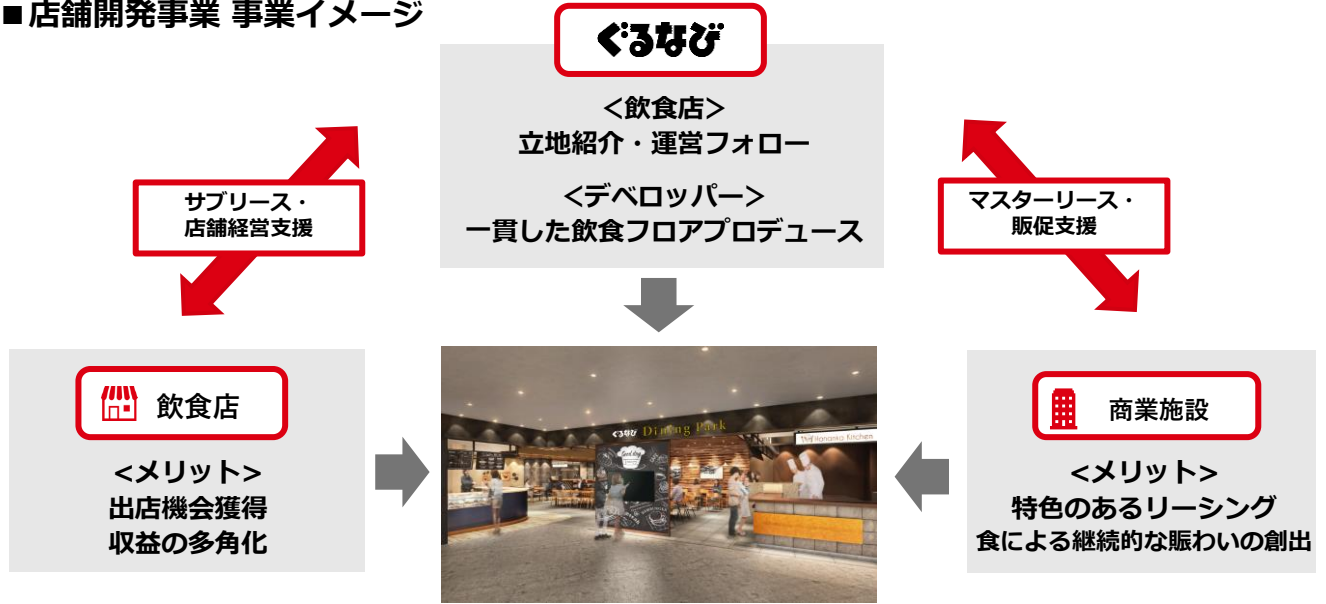 ■店舗開発事業 事業イメージ
ぐるなび
<飲食店>
立地紹介・運営フォロー
<デベロッパー>
一貫した飲食フロアプロデュース
サブリース・
店舗経営支援
マスターリース・
販促支援
飲食店
<メリット>
出店機会獲得
収益の多角化
ぐるなび Dining Park
Hanamia Kitchen
商業施設
<メリット>
特色のあるリーシング
食による継続的な賑わいの創出